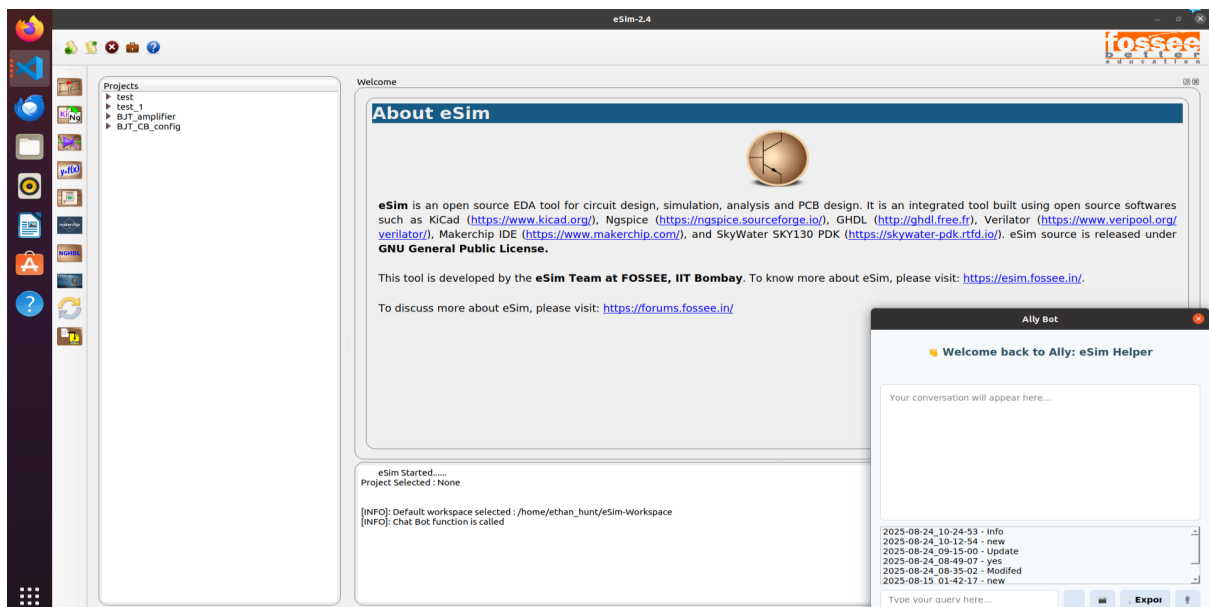 eSim-2.4
fossee
better
education
Projects
test
test_1
BJT_amplifier
BJT_CB_config
Ki
Ng
y=f(x)
makerchip
NGHDL
Welcome
About eSim
eSim is an open source EDA tool for circuit design, simulation, analysis and PCB design. It is an integrated tool built using open source softwares
such as KiCad (https://www.kicad.org/), Ngspice (https://ngspice.sourceforge.io/), GHDL (http://ghdl.free.fr), Verilator (https://www.veripool.org/
verilator/), Makerchip IDE (https://www.makerchip.com/), and SkyWater SKY130 PDK (https://skywater-pdk.rtfd.io/). eSim source is released under
GNU General Public License.
This tool is developed by the eSim Team at FOSSEE, IIT Bombay. To know more about eSim, please visit: https://esim.fossee.in/.
To discuss more about eSim, please visit: https://forums.fossee.in/
eSim Started......
Project Selected : None
[INFO]: Default workspace selected : /home/ethan_hunt/eSim-Workspace
[INFO]: Chat Bot function is called
Ally Bot
👋 Welcome back to Ally: eSim Helper
Your conversation will appear here...
2025-08-24_10-24-53 - Info
2025-08-24_10-12-54 - new
2025-08-24_09-15-00 - Update
2025-08-24_08-49-07 - yes
2025-08-24_08-35-02 - Modifed
2025-08-15_01-42-17 - new
Type your query here...
Expor